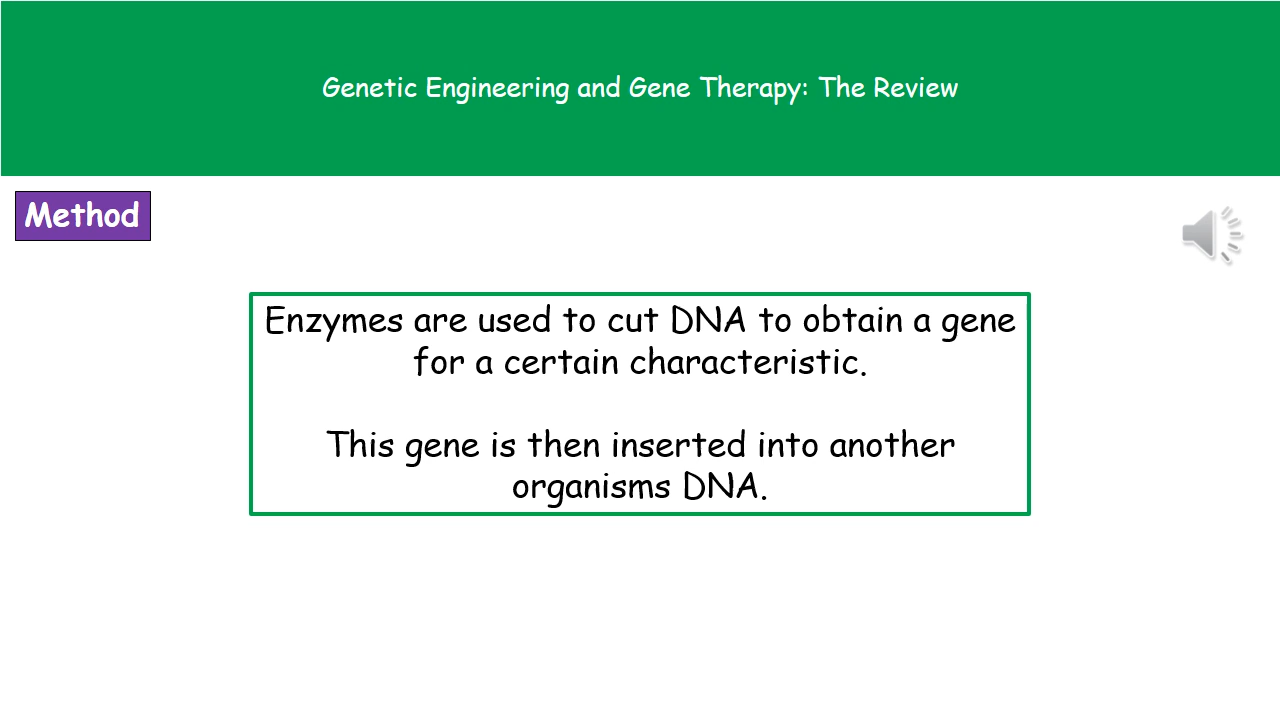 Genetic Engineering and Gene Therapy: The Review
Method
Enzymes are used to cut DNA to obtain a gene
for a certain characteristic.
This gene is then inserted into another
organisms DNA.